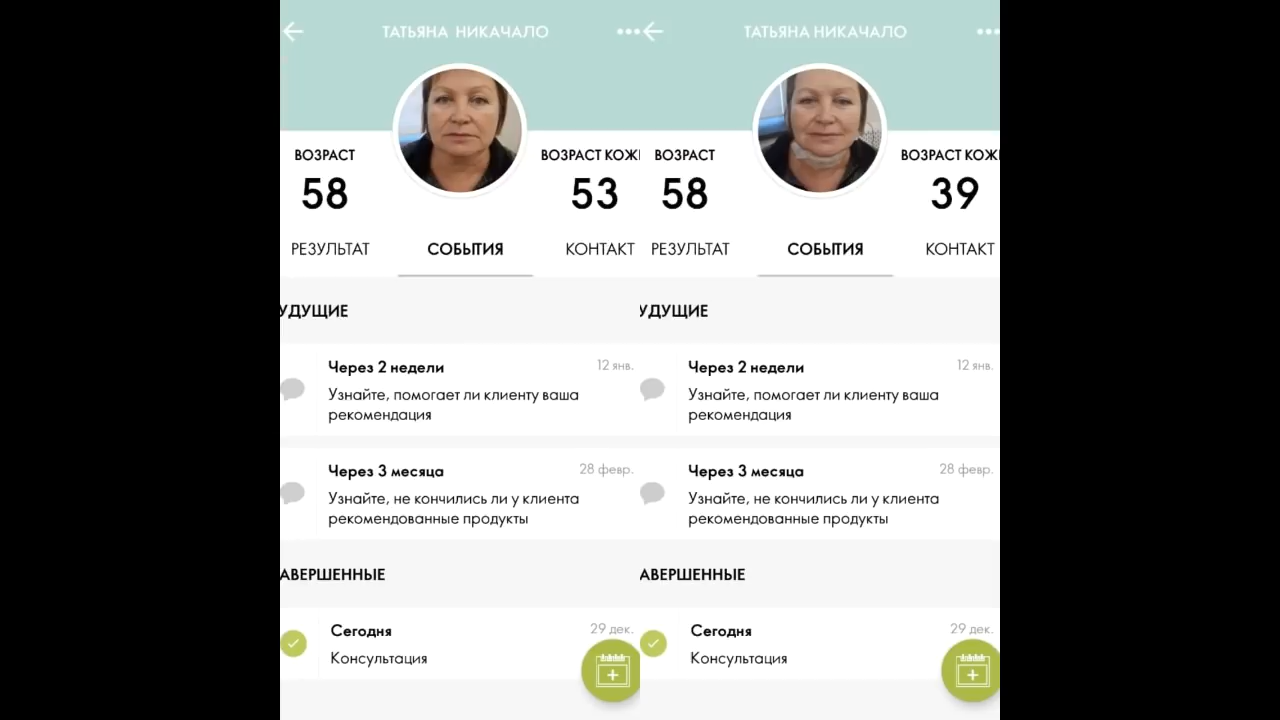 ТАТЬЯНА НИКАЧАЛО
ВОЗРАСТ
58
ВОЗРАСТ КОЖИ
53
РЕЗУЛЬТАТ
СОБЫТИЯ
КОНТАКТ
УДУЩИЕ
Через 2 недели
12 янв.
Узнайте, помогает ли клиенту ваша
рекомендация
Через 3 месяца
28 февр.
Узнайте, не кончились ли у клиента
рекомендованные продукты
АВЕРШЕННЫЕ
Сегодня
29 дек.
Консультация
ТАТЬЯНА НИКАЧАЛО
ВОЗРАСТ
58
ВОЗРАСТ КОЖИ
39
РЕЗУЛЬТАТ
СОБЫТИЯ
КОНТАКТ
УДУЩИЕ
Через 2 недели
12 янв.
Узнайте, помогает ли клиенту ваша
рекомендация
Через 3 месяца
28 февр.
Узнайте, не кончились ли у клиента
рекомендованные продукты
АВЕРШЕННЫЕ
Сегодня
29 дек.
Консультация